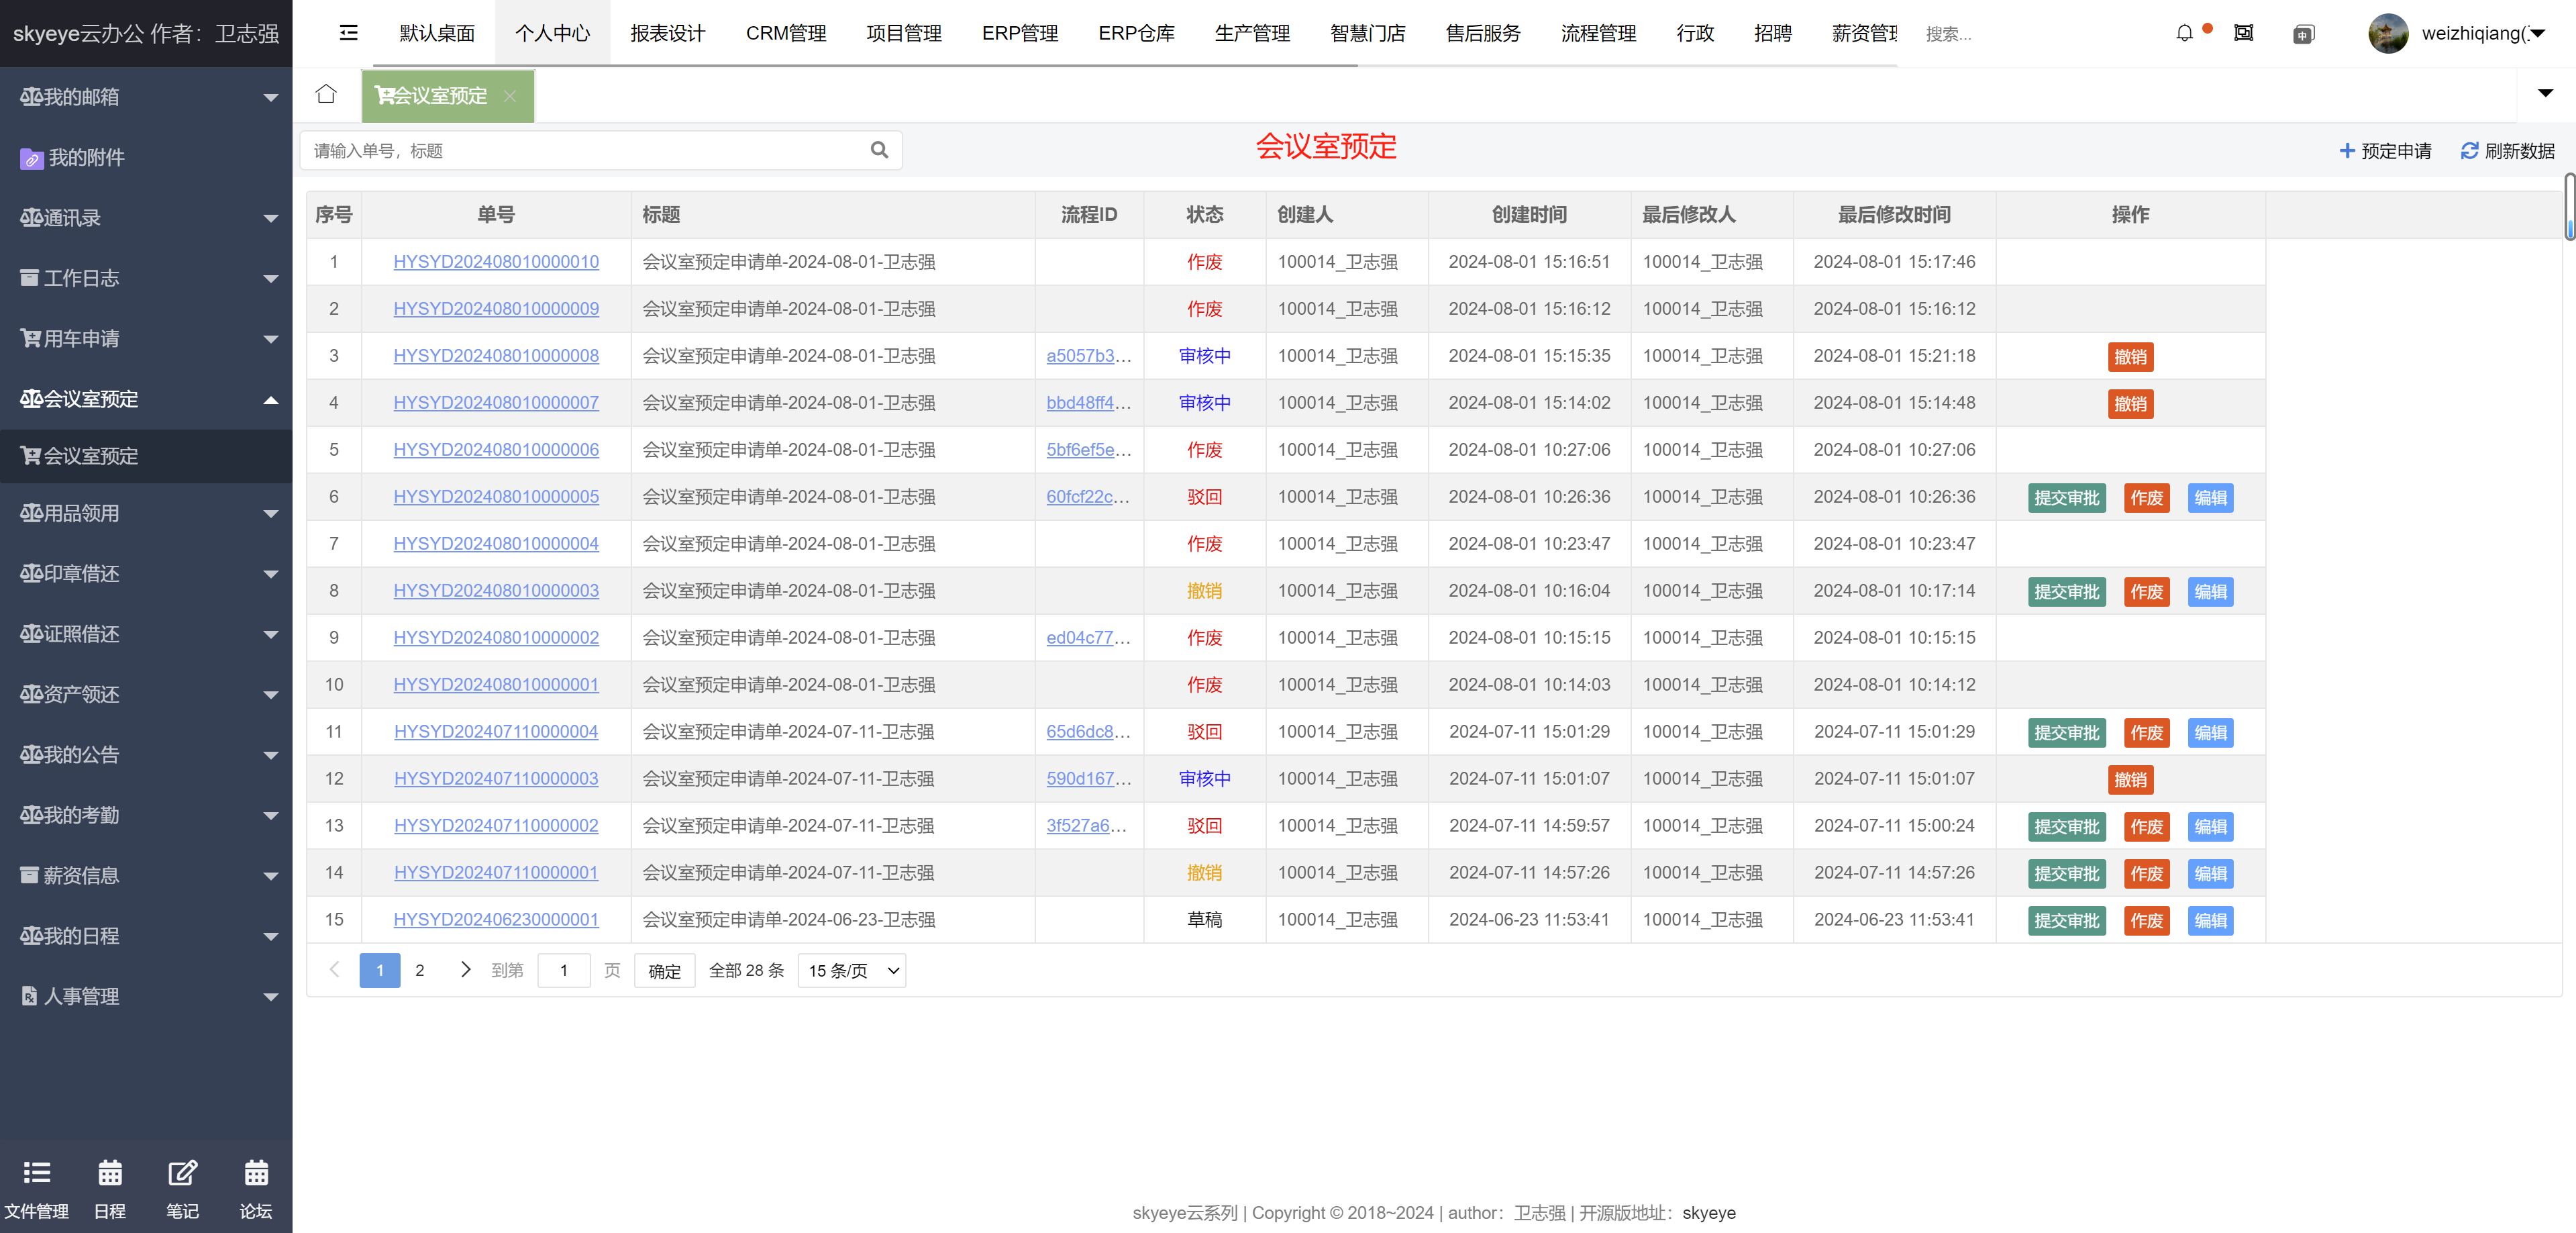 skyeye云办公 作者：卫志强
默认桌面 个人中心 报表设计 CRM管理 项目管理 ERP管理 ERP仓库 生产管理 智慧门店 售后服务 流程管理 行政 招聘 薪资管理 搜索... weizhiqiang(
会议室预定
请输入单号，标题
会议室预定
预定申请 刷新数据
我的邮箱
我的附件
通讯录
工作日志
用车申请
会议室预定
会议室预定
用品领用
印章借还
证照借还
资产领还
我的公告
我的考勤
薪资信息
我的日程
人事管理
文件管理 日程 笔记 论坛
序号 单号 标题 流程ID 状态 创建人 创建时间 最后修改人 最后修改时间 操作
1 HYSYD202408010000010 会议室预定申请单-2024-08-01-卫志强 作废 100014_卫志强 2024-08-01 15:16:51 100014_卫志强 2024-08-01 15:17:46
2 HYSYD202408010000009 会议室预定申请单-2024-08-01-卫志强 作废 100014_卫志强 2024-08-01 15:16:12 100014_卫志强 2024-08-01 15:16:12
3 HYSYD202408010000008 会议室预定申请单-2024-08-01-卫志强 a5057b3... 审核中 100014_卫志强 2024-08-01 15:15:35 100014_卫志强 2024-08-01 15:21:18 撤销
4 HYSYD202408010000007 会议室预定申请单-2024-08-01-卫志强 bbd48ff4... 审核中 100014_卫志强 2024-08-01 15:14:02 100014_卫志强 2024-08-01 15:14:48 撤销
5 HYSYD202408010000006 会议室预定申请单-2024-08-01-卫志强 5bf6ef5e... 作废 100014_卫志强 2024-08-01 10:27:06 100014_卫志强 2024-08-01 10:27:06
6 HYSYD202408010000005 会议室预定申请单-2024-08-01-卫志强 60fcf22c... 驳回 100014_卫志强 2024-08-01 10:26:36 100014_卫志强 2024-08-01 10:26:36 提交审批 作废 编辑
7 HYSYD202408010000004 会议室预定申请单-2024-08-01-卫志强 作废 100014_卫志强 2024-08-01 10:23:47 100014_卫志强 2024-08-01 10:23:47
8 HYSYD202408010000003 会议室预定申请单-2024-08-01-卫志强 撤销 100014_卫志强 2024-08-01 10:16:04 100014_卫志强 2024-08-01 10:17:14 提交审批 作废 编辑
9 HYSYD202408010000002 会议室预定申请单-2024-08-01-卫志强 ed04c77... 作废 100014_卫志强 2024-08-01 10:15:15 100014_卫志强 2024-08-01 10:15:15
10 HYSYD202408010000001 会议室预定申请单-2024-08-01-卫志强 作废 100014_卫志强 2024-08-01 10:14:03 100014_卫志强 2024-08-01 10:14:12
11 HYSYD202407110000004 会议室预定申请单-2024-07-11-卫志强 65d6dc8... 驳回 100014_卫志强 2024-07-11 15:01:29 100014_卫志强 2024-07-11 15:01:29 提交审批 作废 编辑
12 HYSYD202407110000003 会议室预定申请单-2024-07-11-卫志强 590d167... 审核中 100014_卫志强 2024-07-11 15:01:07 100014_卫志强 2024-07-11 15:01:07 撤销
13 HYSYD202407110000002 会议室预定申请单-2024-07-11-卫志强 3f527a6... 驳回 100014_卫志强 2024-07-11 14:59:57 100014_卫志强 2024-07-11 15:00:24 提交审批 作废 编辑
14 HYSYD202407110000001 会议室预定申请单-2024-07-11-卫志强 撤销 100014_卫志强 2024-07-11 14:57:26 100014_卫志强 2024-07-11 14:57:26 提交审批 作废 编辑
15 HYSYD202406230000001 会议室预定申请单-2024-06-23-卫志强 草稿 100014_卫志强 2024-06-23 11:53:41 100014_卫志强 2024-06-23 11:53:41 提交审批 作废 编辑
1 2 到第 1 页 确定 全部 28 条 15 条/页
skyeye云系列 | Copyright © 2018~2024 | author：卫志强 | 开源版地址：skyeye